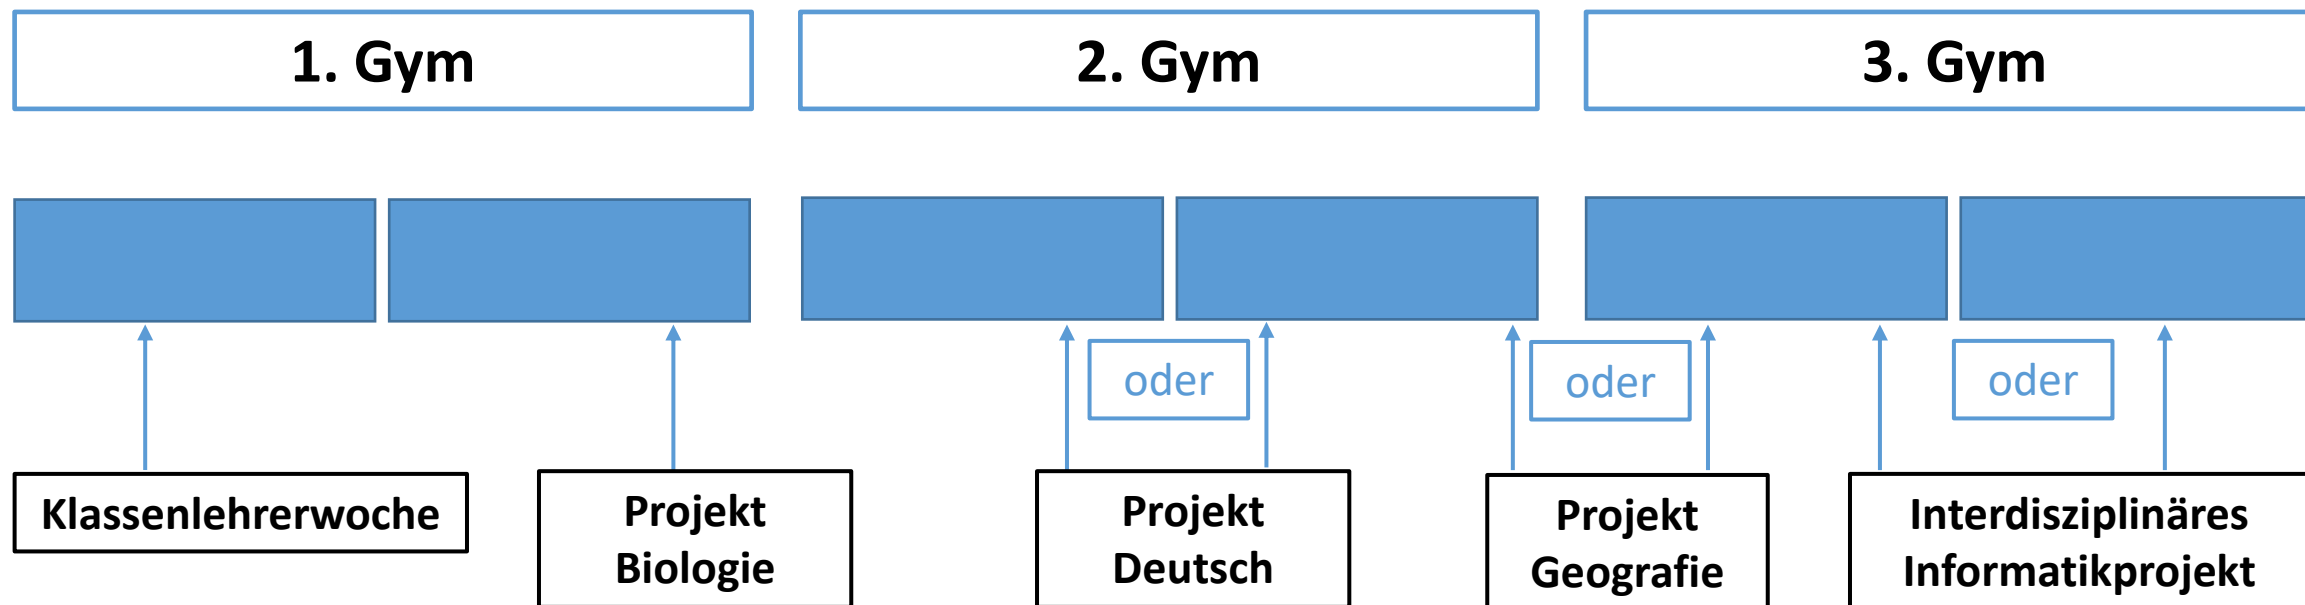 1. Gym
2. Gym
3. Gym
oder
oder
oder
Klassenlehrerwoche
Projekt
Biologie
Projekt
Deutsch
Projekt
Geografie
Interdisziplinäres
Informatikprojekt